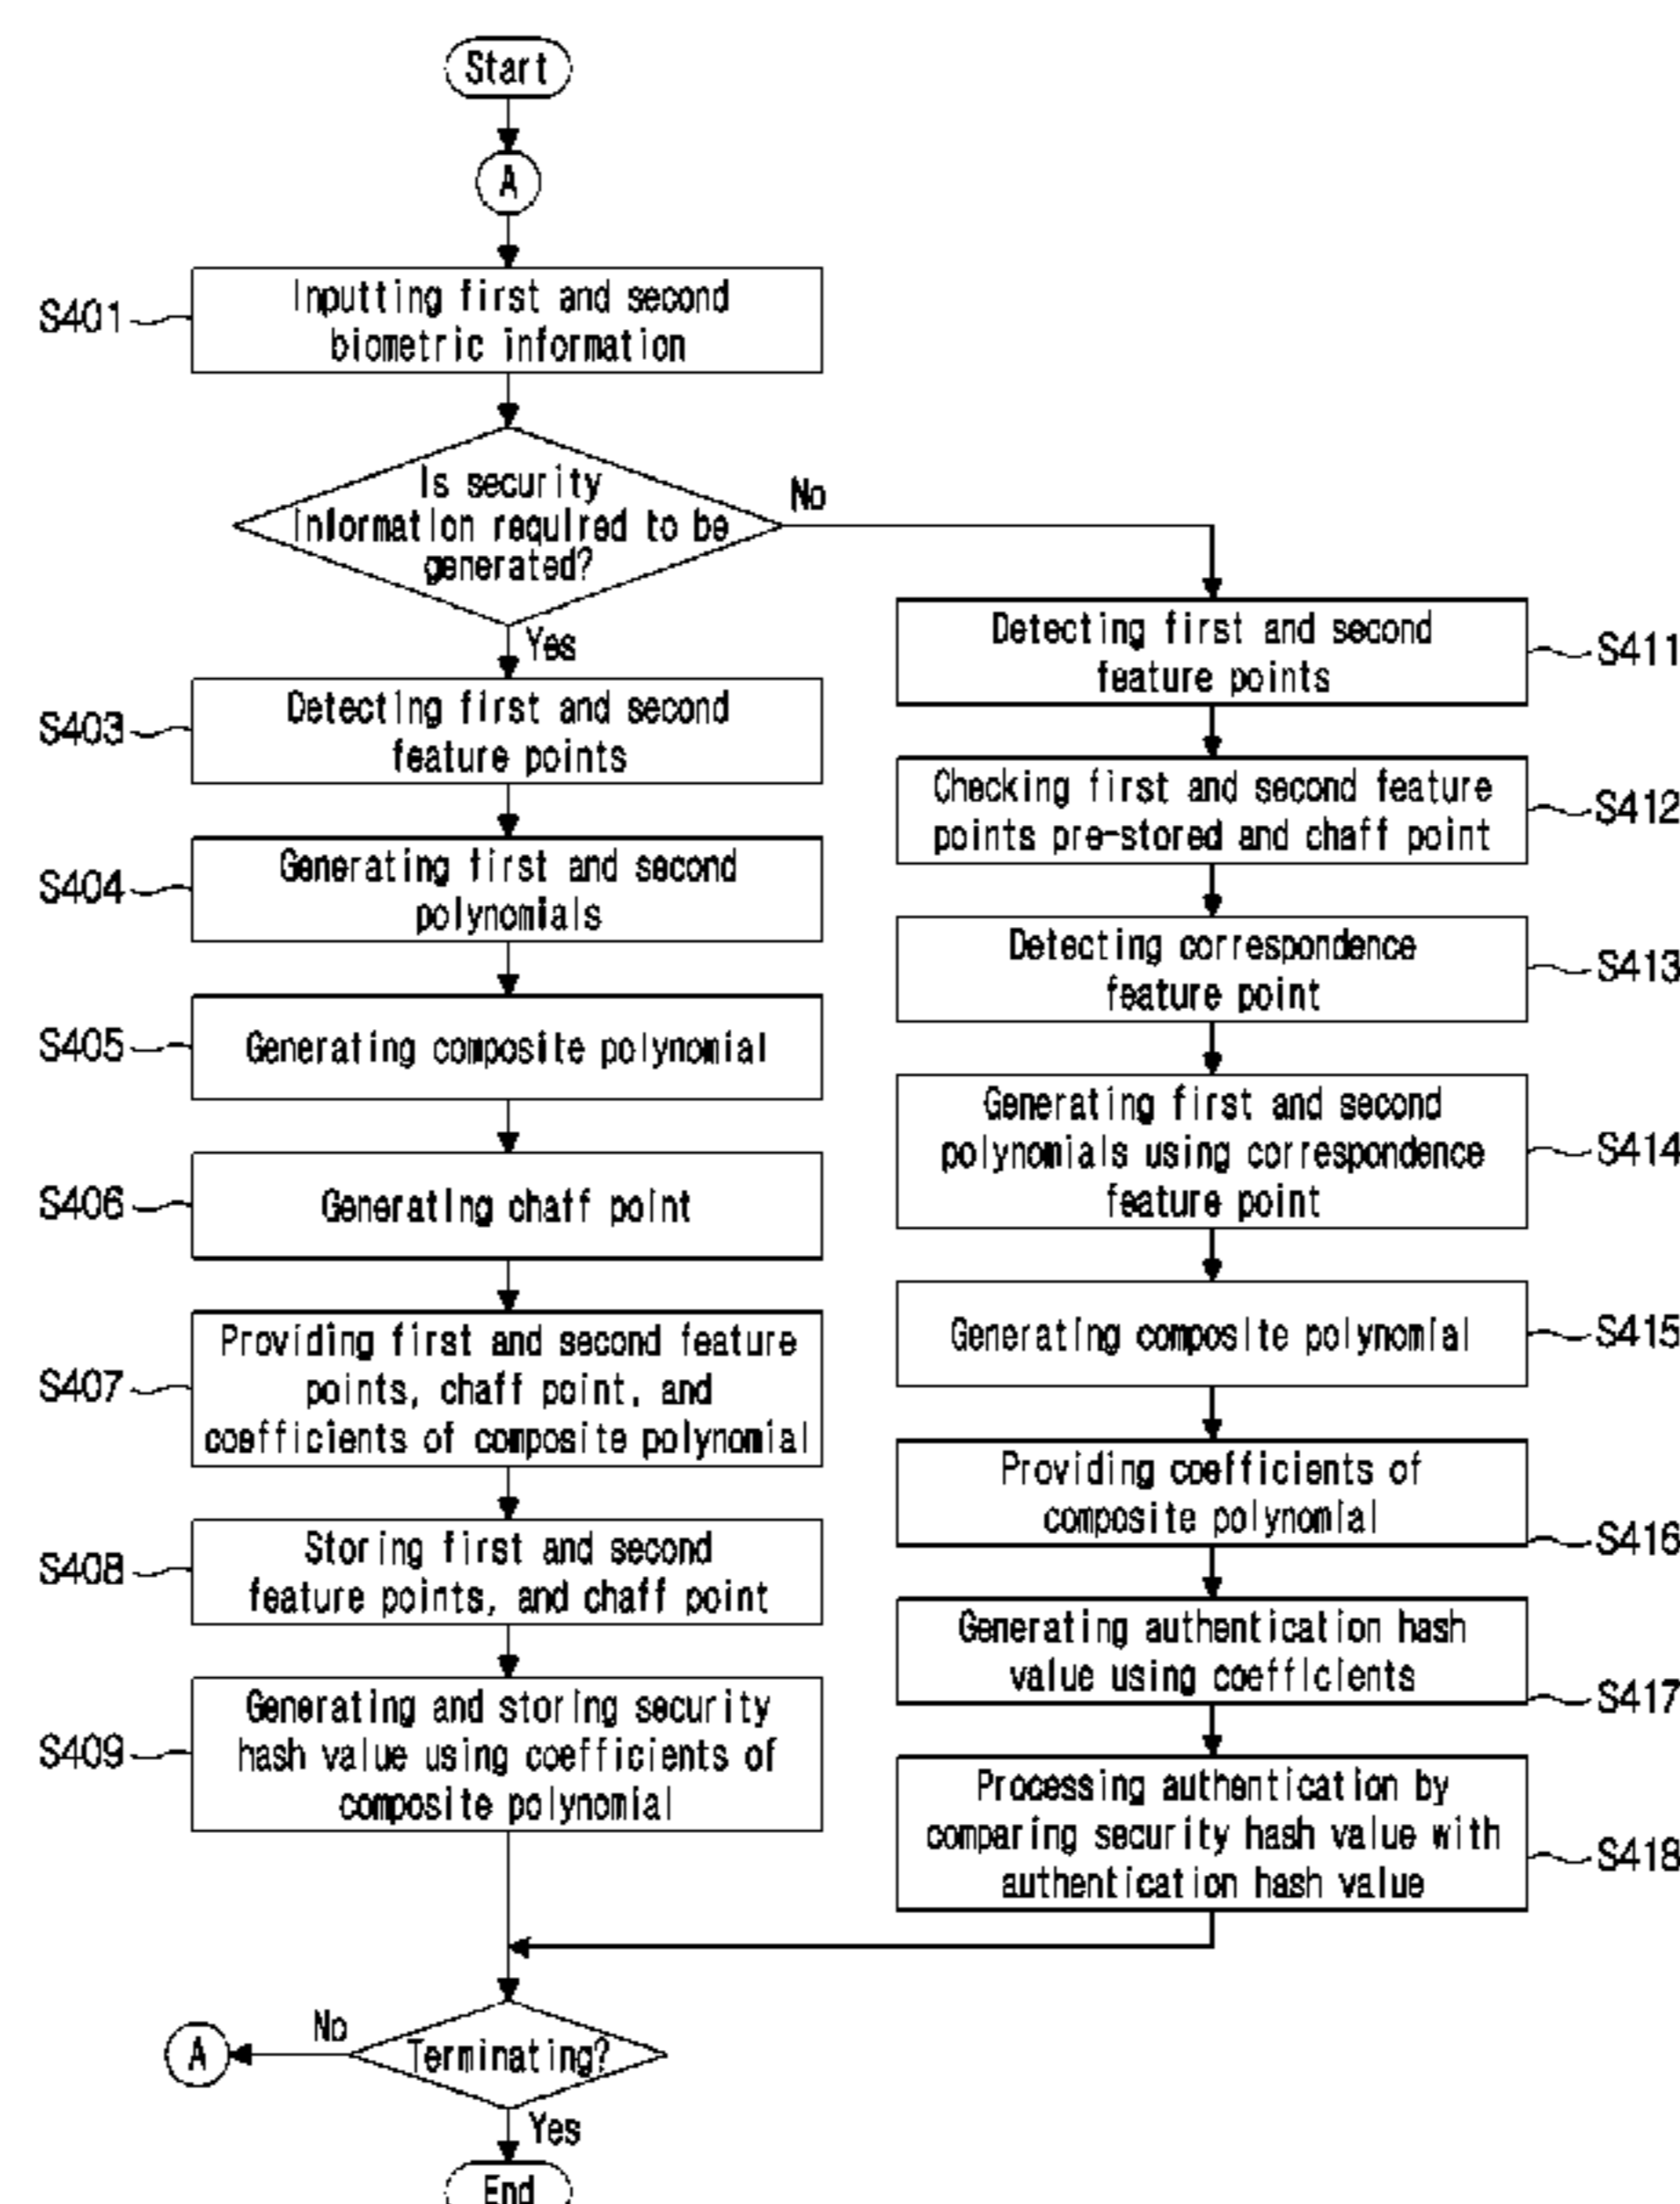 Start
A
S401
Inputting first and second
biometric information
Is security
information required to be
generated?
No
Yes
S403
Detecting first and second
feature points
S404
Generating first and second
polynomials
S405
Generating composite polynomial
S406
Generating chaff point
S407
Providing first and second feature
points, chaff point, and
coefficients of composite polynomial
S408
Storing first and second
feature points, and chaff point
S409
Generating and storing security
hash value using coefficients of
composite polynomial
Detecting first and second
feature points
S411
Checking first and second feature
points pre-stored and chaff point
S412
Detecting correspondence
feature point
S413
Generating first and second
polynomials using correspondence
feature point
S414
Generating composite polynomial
S415
Providing coefficients of
composite polynomial
S416
Generating authentication hash
value using coefficients
S417
Processing authentication by
comparing security hash value with
authentication hash value
S418
Terminating?
No
A
Yes
End